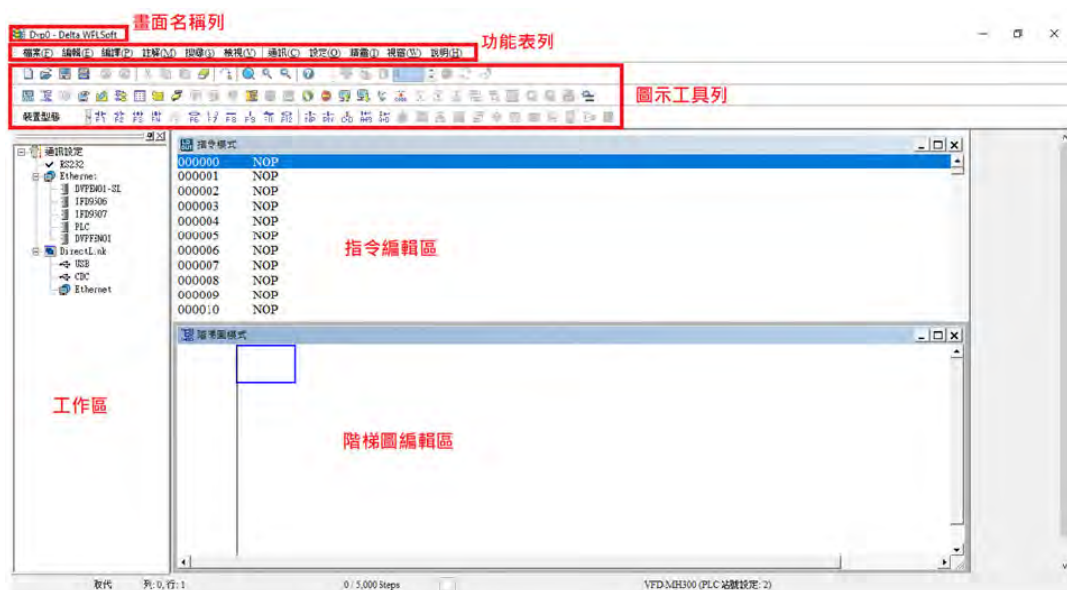 畫面名稱列
Dvp0 - Delta WPLSoft
功能表列
檔案(F) 編輯(E) 編譯(P) 註解(M) 搜尋(S) 檢視(V) 通訊(C) 設定(O) 精靈(I) 視窗(W) 說明(H)
圖示工具列
裝置型態
通訊設定
RS232
Ethernet
DVPEN01-SL
IFD9506
IFD9507
PLC
DVPFEN01
DirectLink
USB
CDC
Ethernet
工作區
指令模式
000000 NOP
000001 NOP
000002 NOP
000003 NOP
000004 NOP
000005 NOP
000006 NOP
000007 NOP
000008 NOP
000009 NOP
000010 NOP
指令編輯區
階梯圖模式
階梯圖編輯區
取代 列: 0, 行: 1 0 / 5,000 Steps VFD-MH300 (PLC 站號設定: 2)